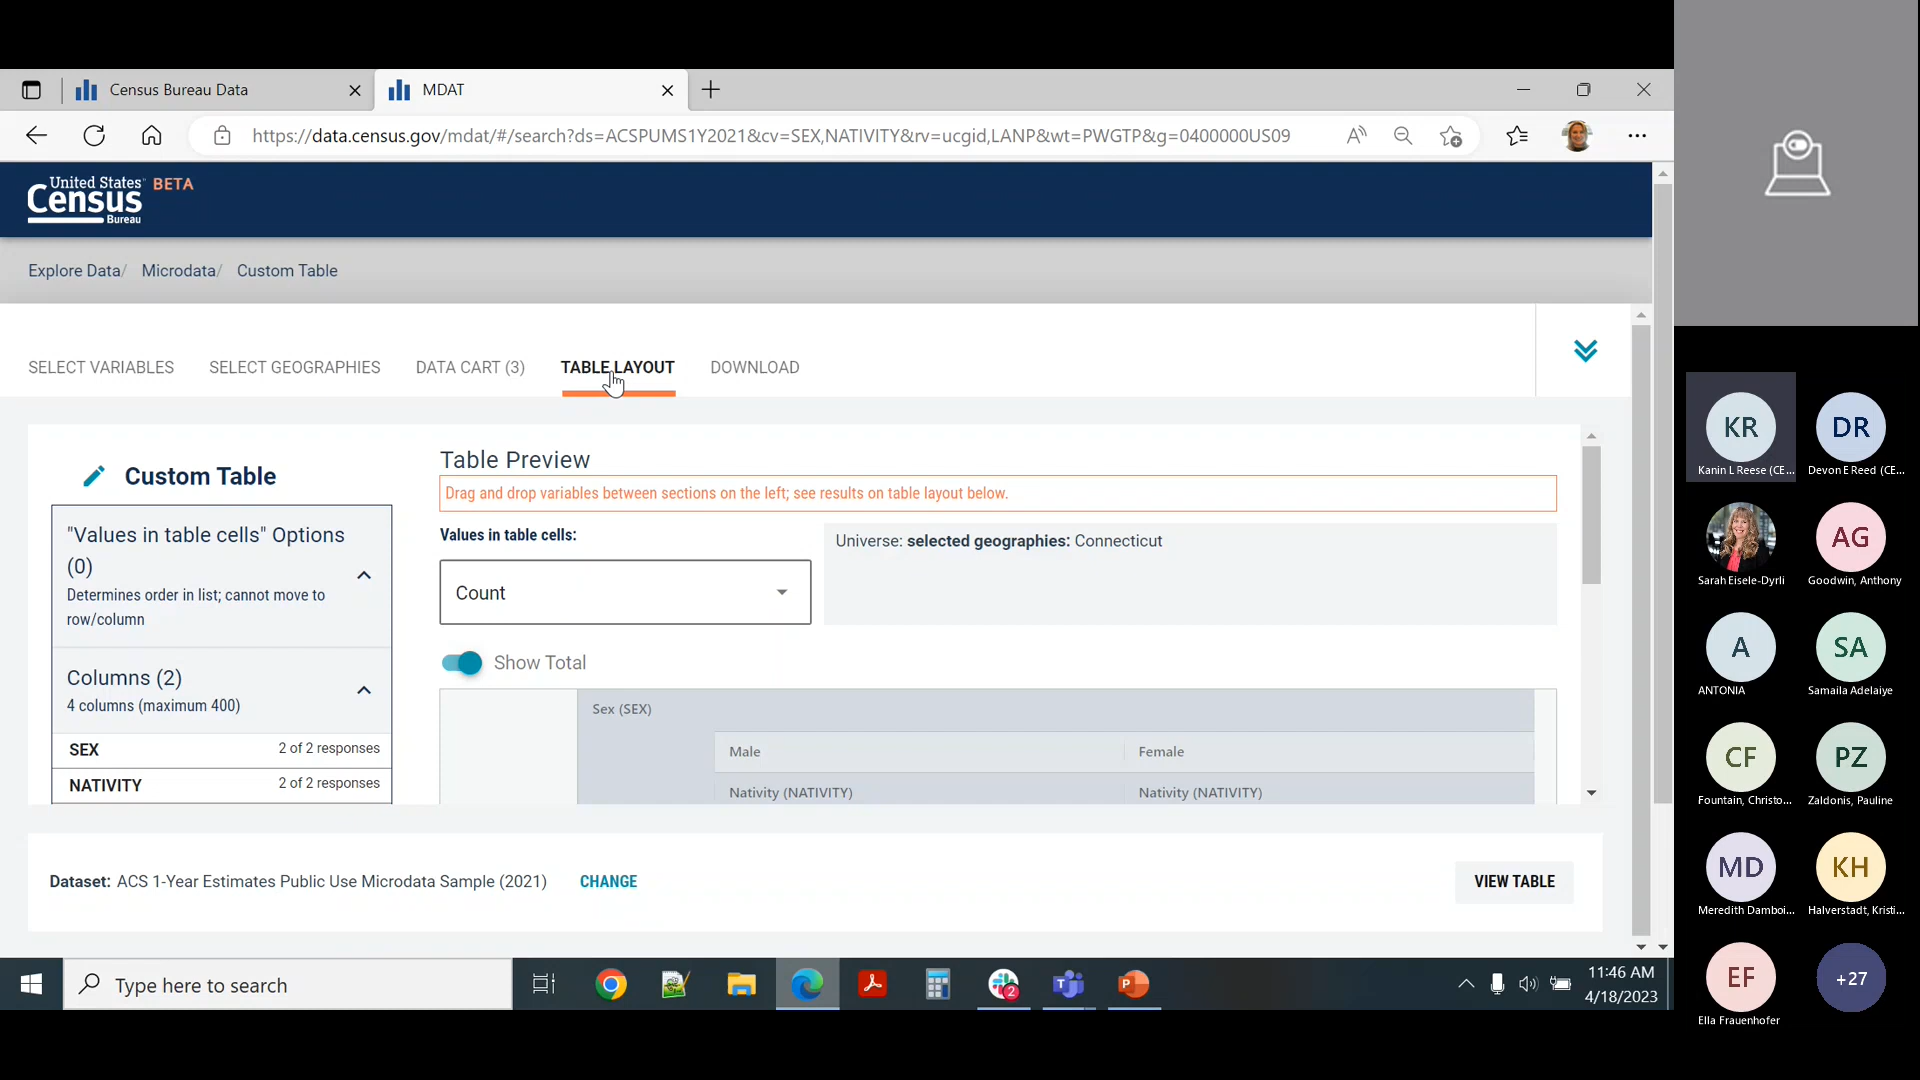 Census Bureau Data
MDAT
https://data.census.gov/mdat/#/search?ds=ACSPUMS1Y2021&cv=SEX,NATIVITY&rv=ucgid,LANP&wt=PWGTP&g=0400000US09
United States®
Census
Bureau
BETA
Explore Data/ Microdata/ Custom Table
SELECT VARIABLES SELECT GEOGRAPHIES DATA CART (3) TABLE LAYOUT DOWNLOAD
Custom Table
"Values in table cells" Options
(0)
Determines order in list; cannot move to
row/column
Columns (2)
4 columns (maximum 400)
SEX 2 of 2 responses
NATIVITY 2 of 2 responses
Table Preview
Drag and drop variables between sections on the left; see results on table layout below.
Values in table cells:
Count
Universe: selected geographies: Connecticut
Show Total
Sex (SEX)
Male Female
Nativity (NATIVITY) Nativity (NATIVITY)
Dataset: ACS 1-Year Estimates Public Use Microdata Sample (2021) CHANGE
VIEW TABLE
Type here to search
2
11:46 AM
4/18/2023
KR
Kanin L Reese (CE...
DR
Devon E Reed (CE...
Sarah Eisele-Dyrli
AG
Goodwin, Anthony
A
ANTONIA
SA
Samaila Adelaiye
CF
Fountain, Christo...
PZ
Zaldonis, Pauline
MD
Meredith Damboi...
KH
Halverstadt, Kristi...
EF
Ella Frauenhofer
+27